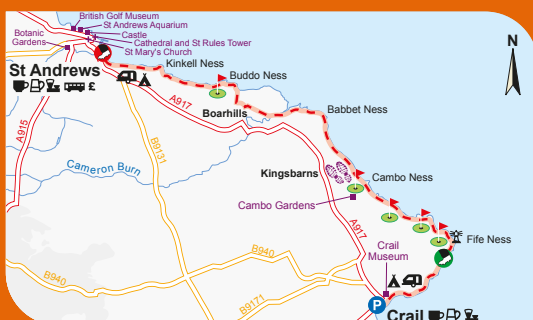 British Golf Museum
St Andrews Aquarium
Botanic
Gardens
Castle
Cathedral and St Rules Tower
St Mary's Church
N
Kinkell Ness
St Andrews
£
Buddo Ness
A917
Boarhills
Babbet Ness
A915
B9131
Cameron Burn
Kingsbarns
Cambo Ness
Cambo Gardens
A917
Fife Ness
Crail
Museum
B940
B940
B9171
P
Crail